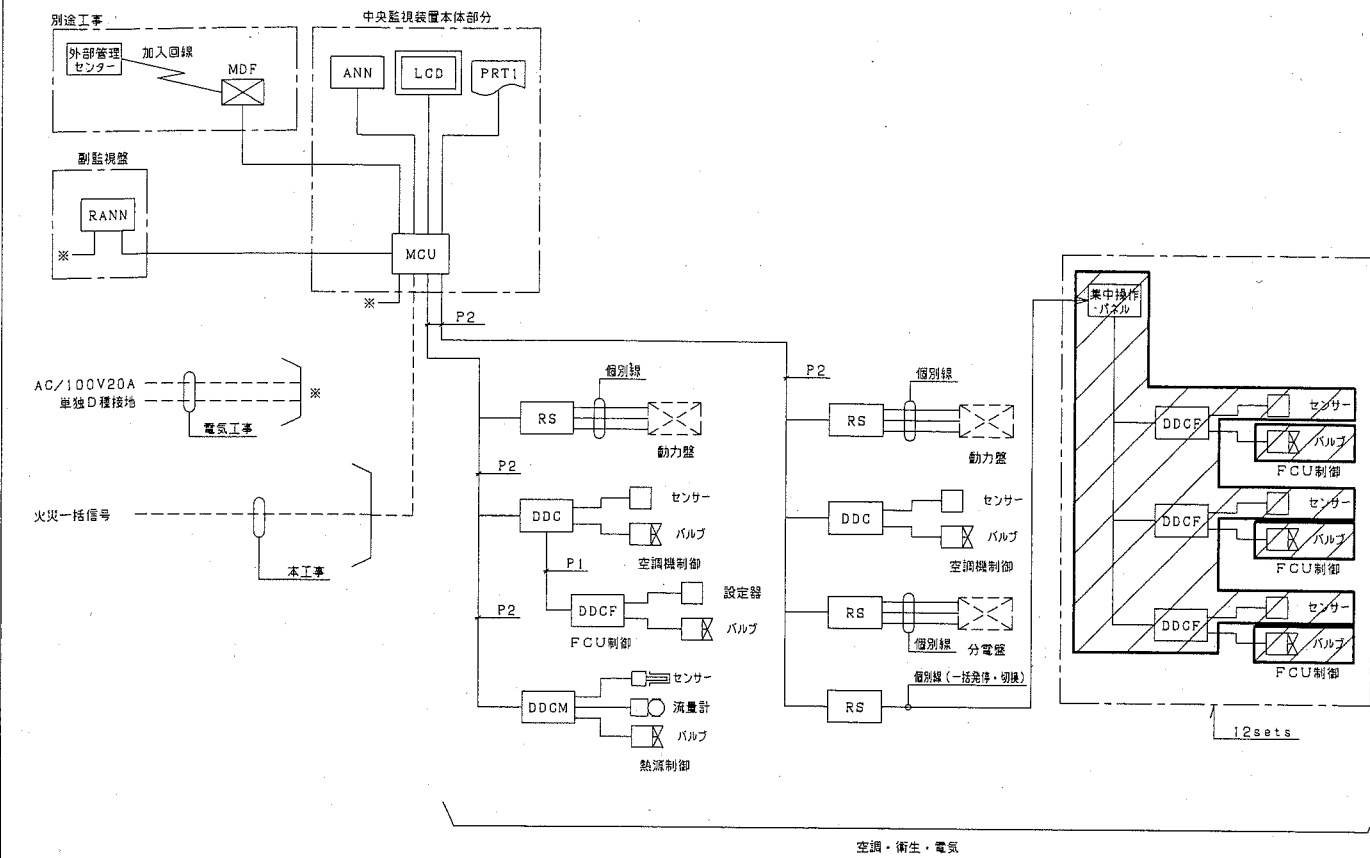 別途工事
外部管理
センター
加入回線
MDF
中央監視装置本体部分
ANN
LCD
PRT1
副監視盤
RANN
※
MCU
※
P2
AC/100V20A
単独D種接地
※
電気工事
火災一括信号
本工事
個別線
RS
動力盤
P2
DDC
センサー
バルブ
空調機制御
P1
DDCF
設定器
バルブ
FCU制御
P2
DDCM
センサー
流量計
バルブ
熱源制御
P2
個別線
RS
動力盤
DDC
センサー
バルブ
空調機制御
RS
個別線
分電盤
個別線(一括発停・切換)
RS
集中操作
パネル
DDCF
センサー
バルブ
FCU制御
DDCF
センサー
バルブ
FCU制御
DDCF
センサー
バルブ
FCU制御
12sets
空調・衛生・電気